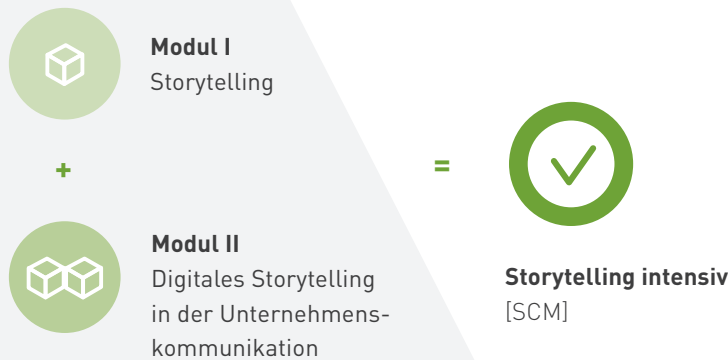 Modul I
Storytelling
+
=
Modul II
Digitales Storytelling
in der Unternehmens-
kommunikation
Storytelling intensiv
[SCM]